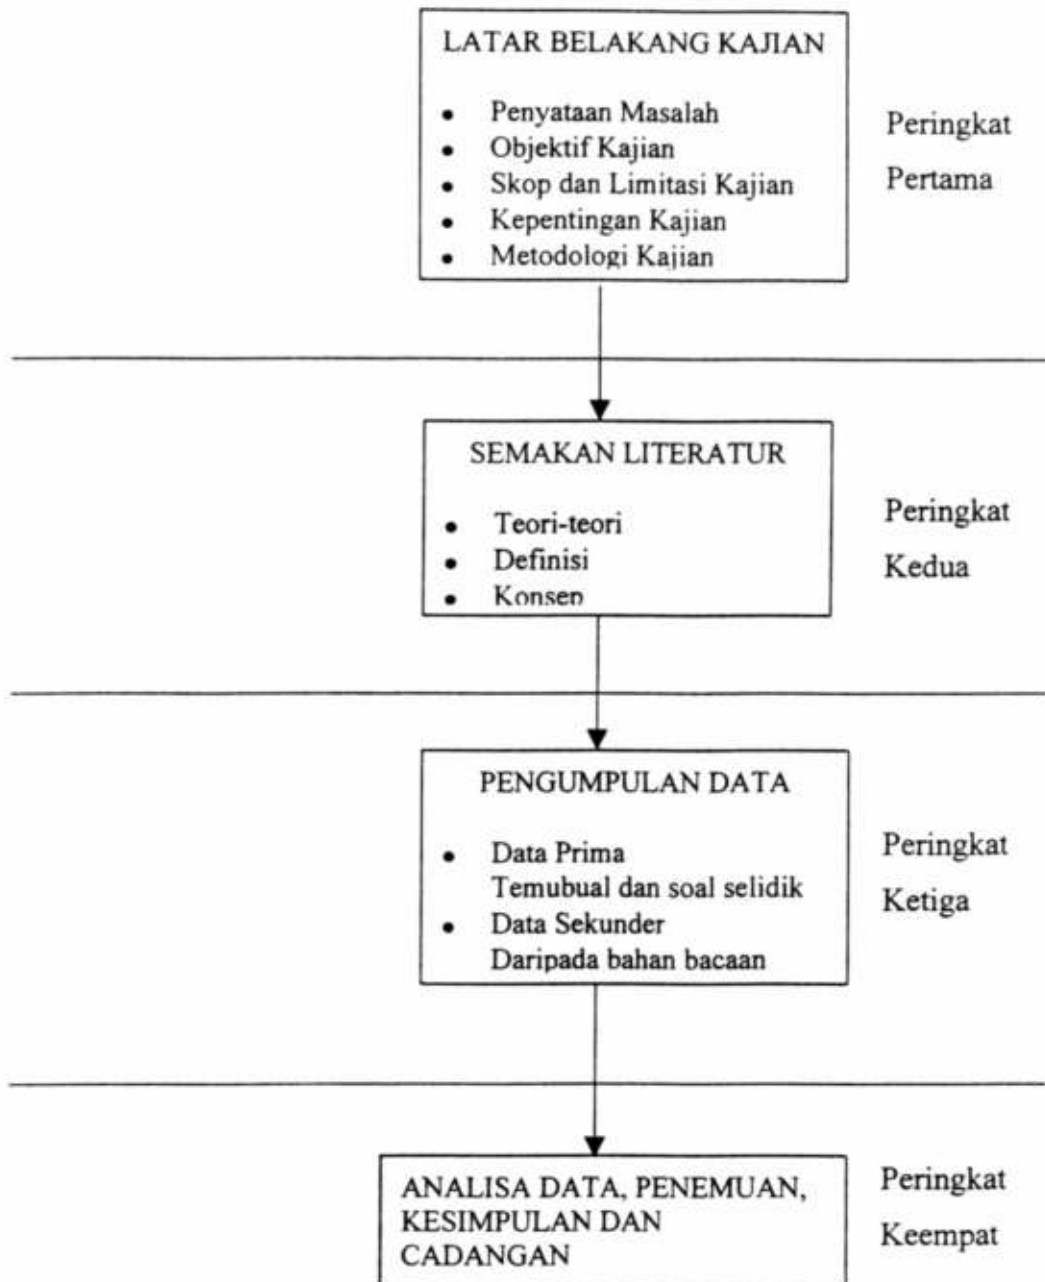 LATAR BELAKANG KAJIAN
• Penyataan Masalah
• Objektif Kajian
• Skop dan Limitasi Kajian
• Kepentingan Kajian
• Metodologi Kajian
Peringkat
Pertama
SEMAKAN LITERATUR
• Teori-teori
• Definisi
• Konsep
Peringkat
Kedua
PENGUMPULAN DATA
• Data Prima
Temubual dan soal selidik
• Data Sekunder
Daripada bahan bacaan
Peringkat
Ketiga
ANALISA DATA, PENEMUAN,
KESIMPULAN DAN
CADANGAN
Peringkat
Keempat